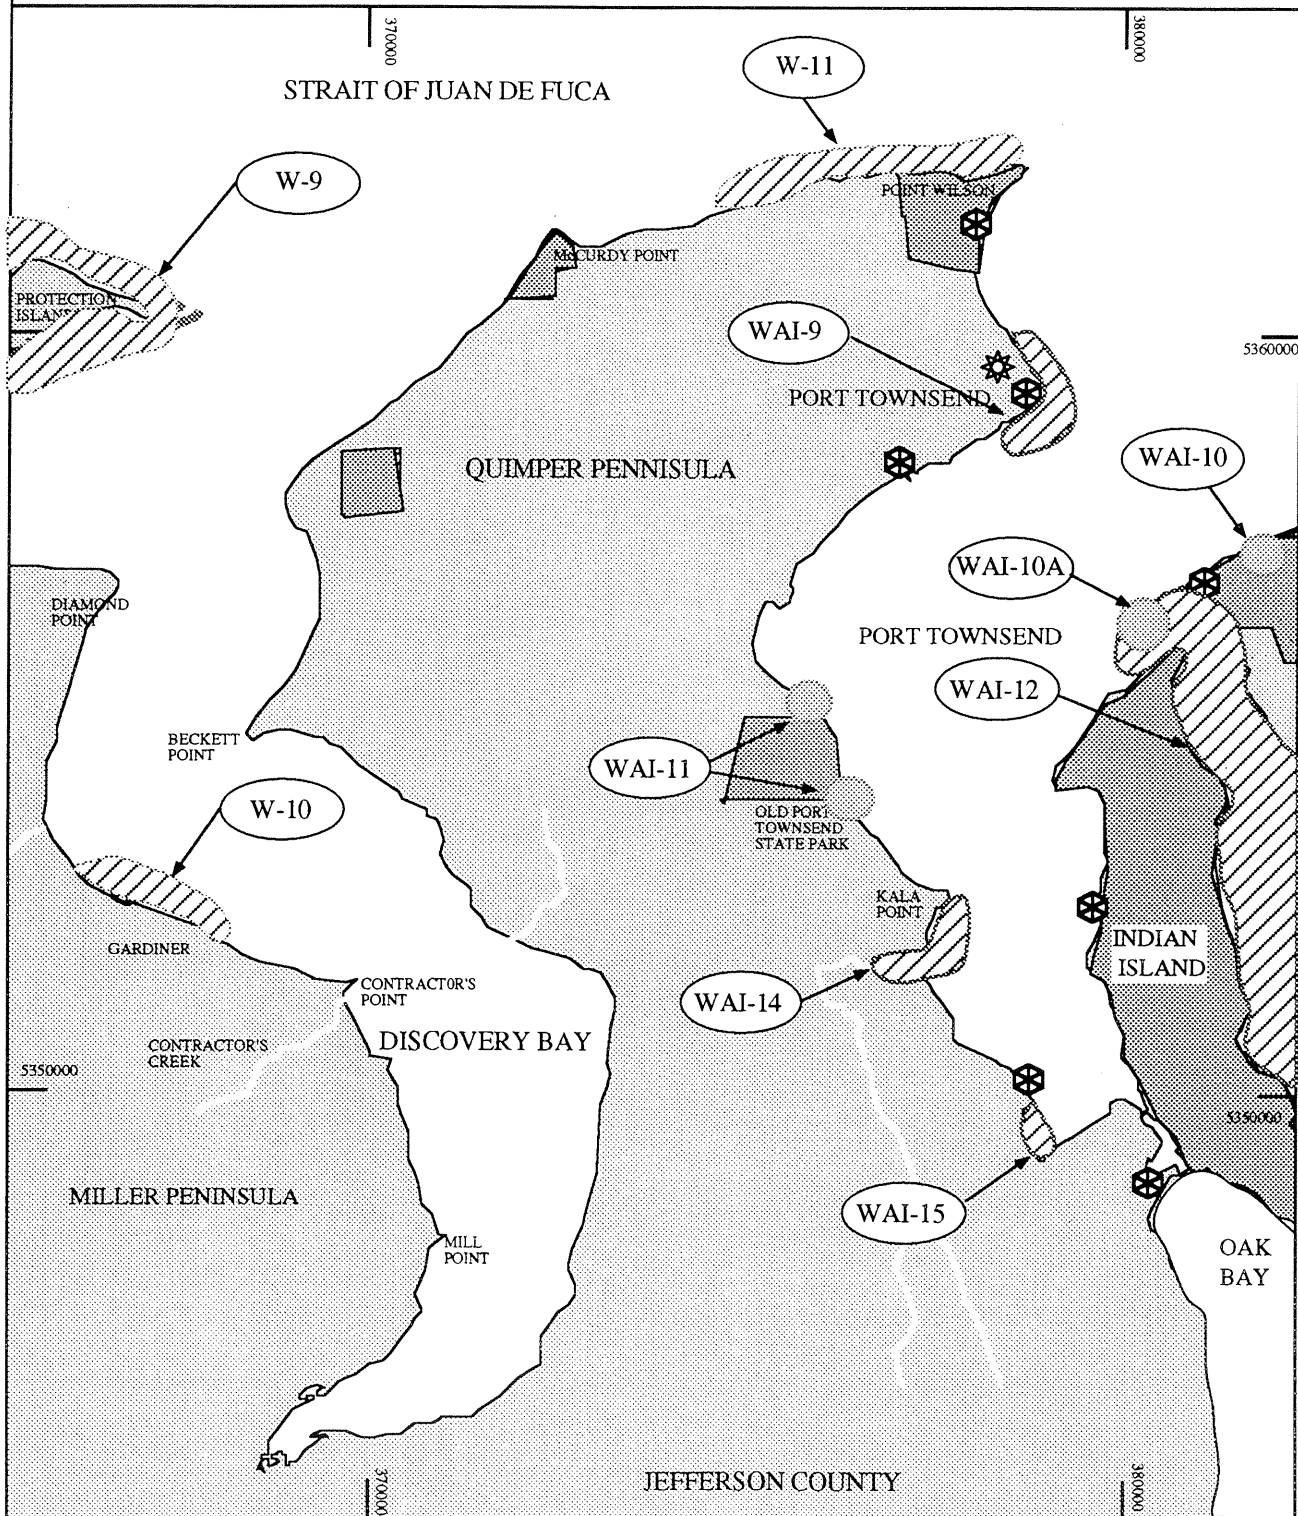 370000
380000
STRAIT OF JUAN DE FUCA
W-11
W-9
POINT WILSON
McCURDY POINT
PROTECTION
WAI-9
5360000
PORT TOWNSEND
WAI-10
QUIMPER PENNISULA
WAI-10A
DIAMOND
POINT
PORT TOWNSEND
WAI-12
BECKETT
POINT
WAI-11
W-10
OLD PORT
TOWNSEND
STATE PARK
KALA
POINT
GARDINER
INDIAN
ISLAND
CONTRACTOR'S
POINT
WAI-14
DISCOVERY BAY
CONTRACTOR'S
CREEK
5350000
5350000
MILLER PENINSULA
WAI-15
MILL
POINT
OAK
BAY
JEFFERSON COUNTY
370000
380000